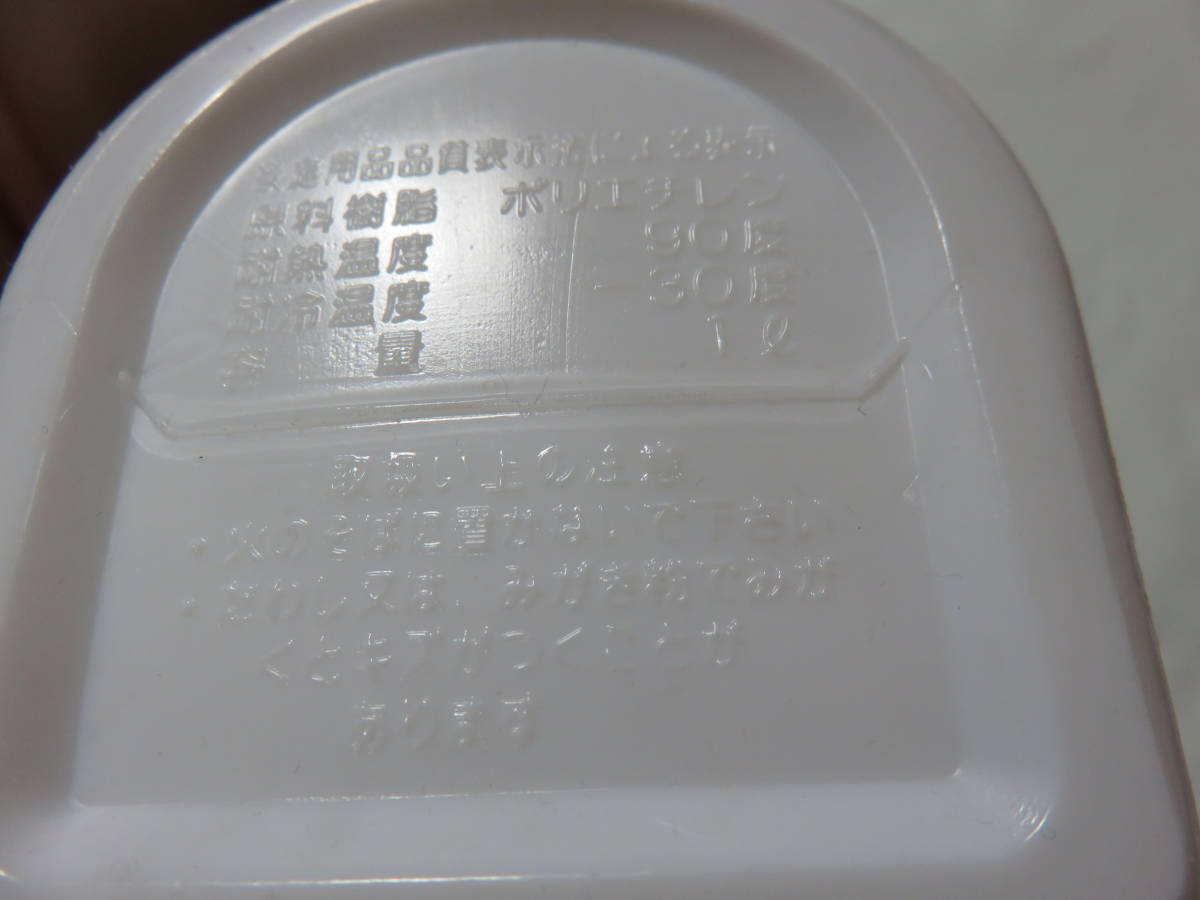 家庭用品品質表示法による表示
原料樹脂 ポリエチレン
耐熱温度 90度
耐冷温度 -30度
水 量 1ℓ
取扱い上の注意
・火のそばに置かないで下さい
・たわし又は、みがき粉でみが
くとキズがつくことが
あります